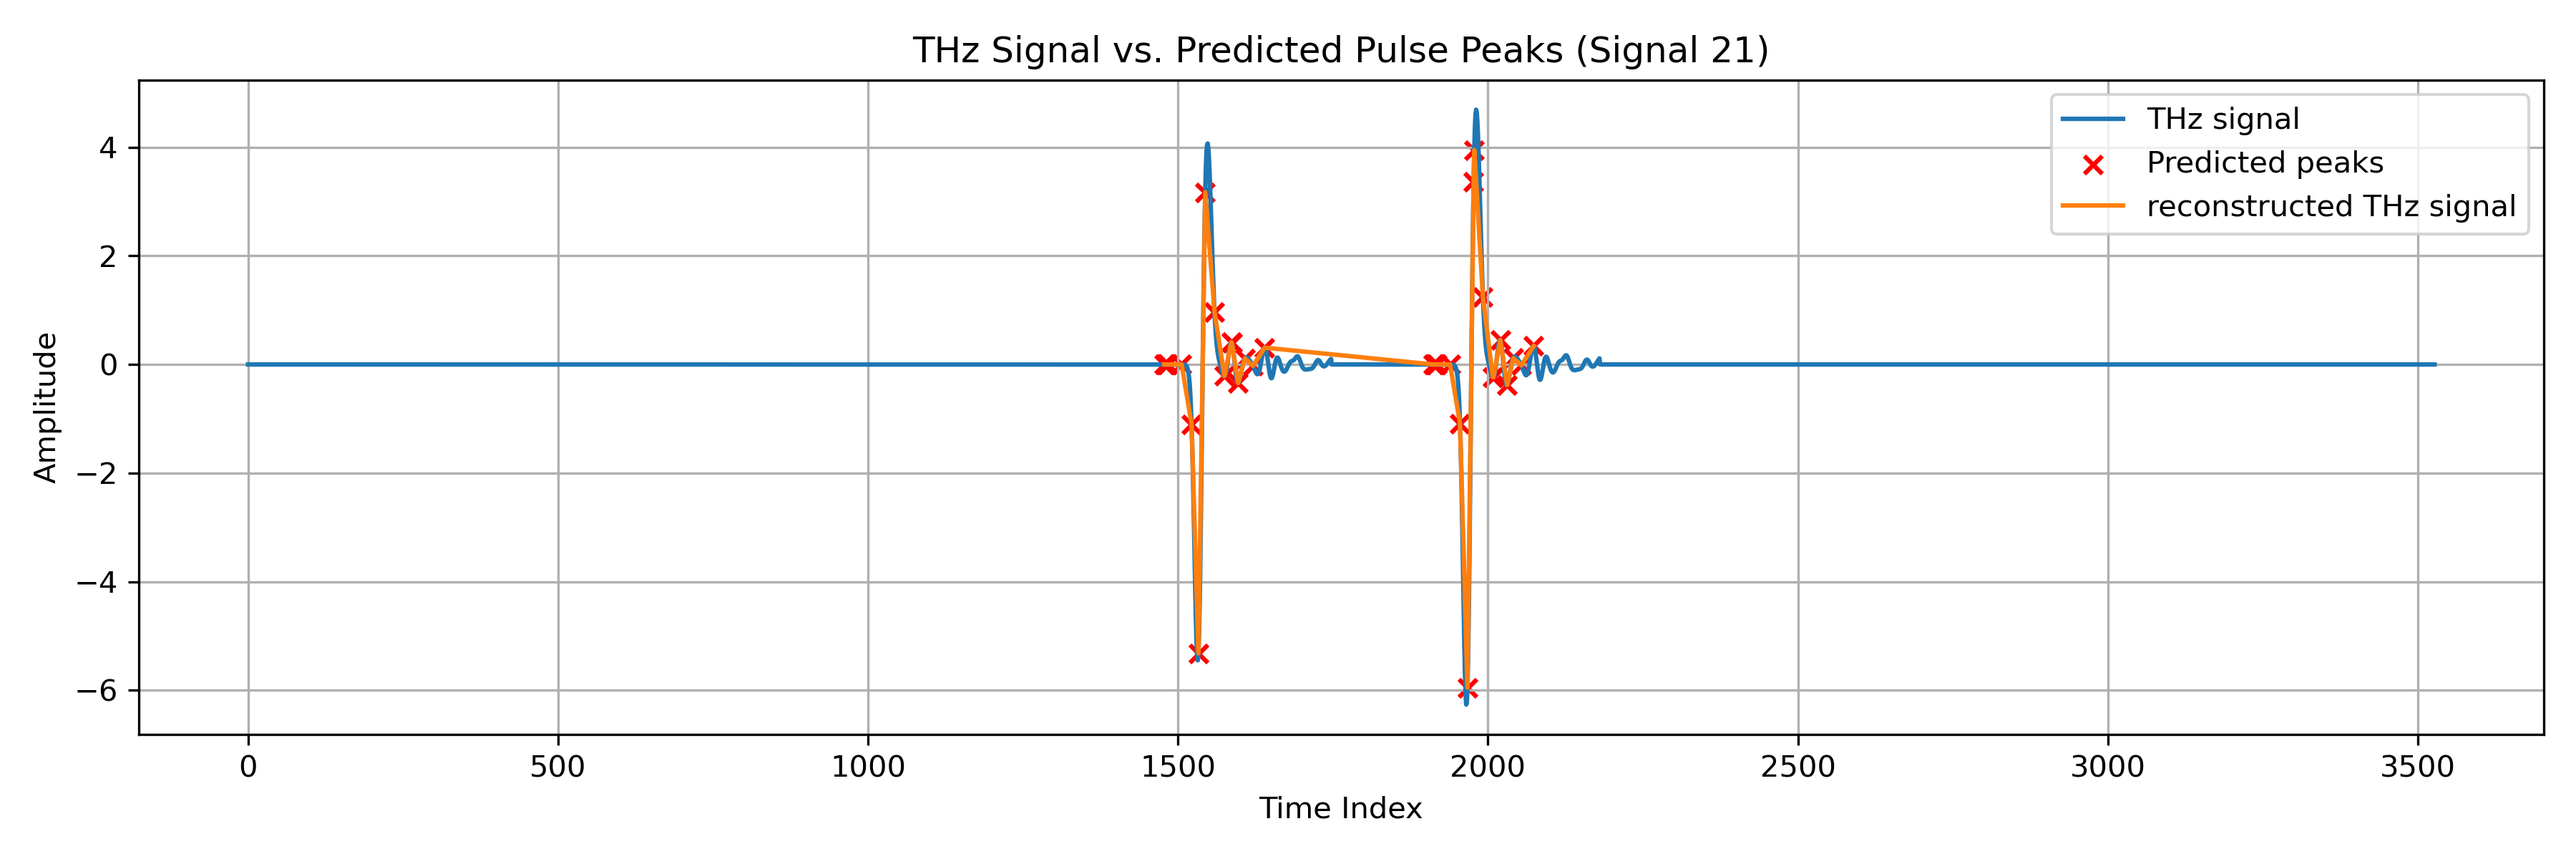 THz Signal vs. Predicted Pulse Peaks (Signal 21)
THz signal
Predicted peaks
reconstructed THz signal
4
2
0
−2
−4
−6
Amplitude
0 500 1000 1500 2000 2500 3000 3500
Time Index